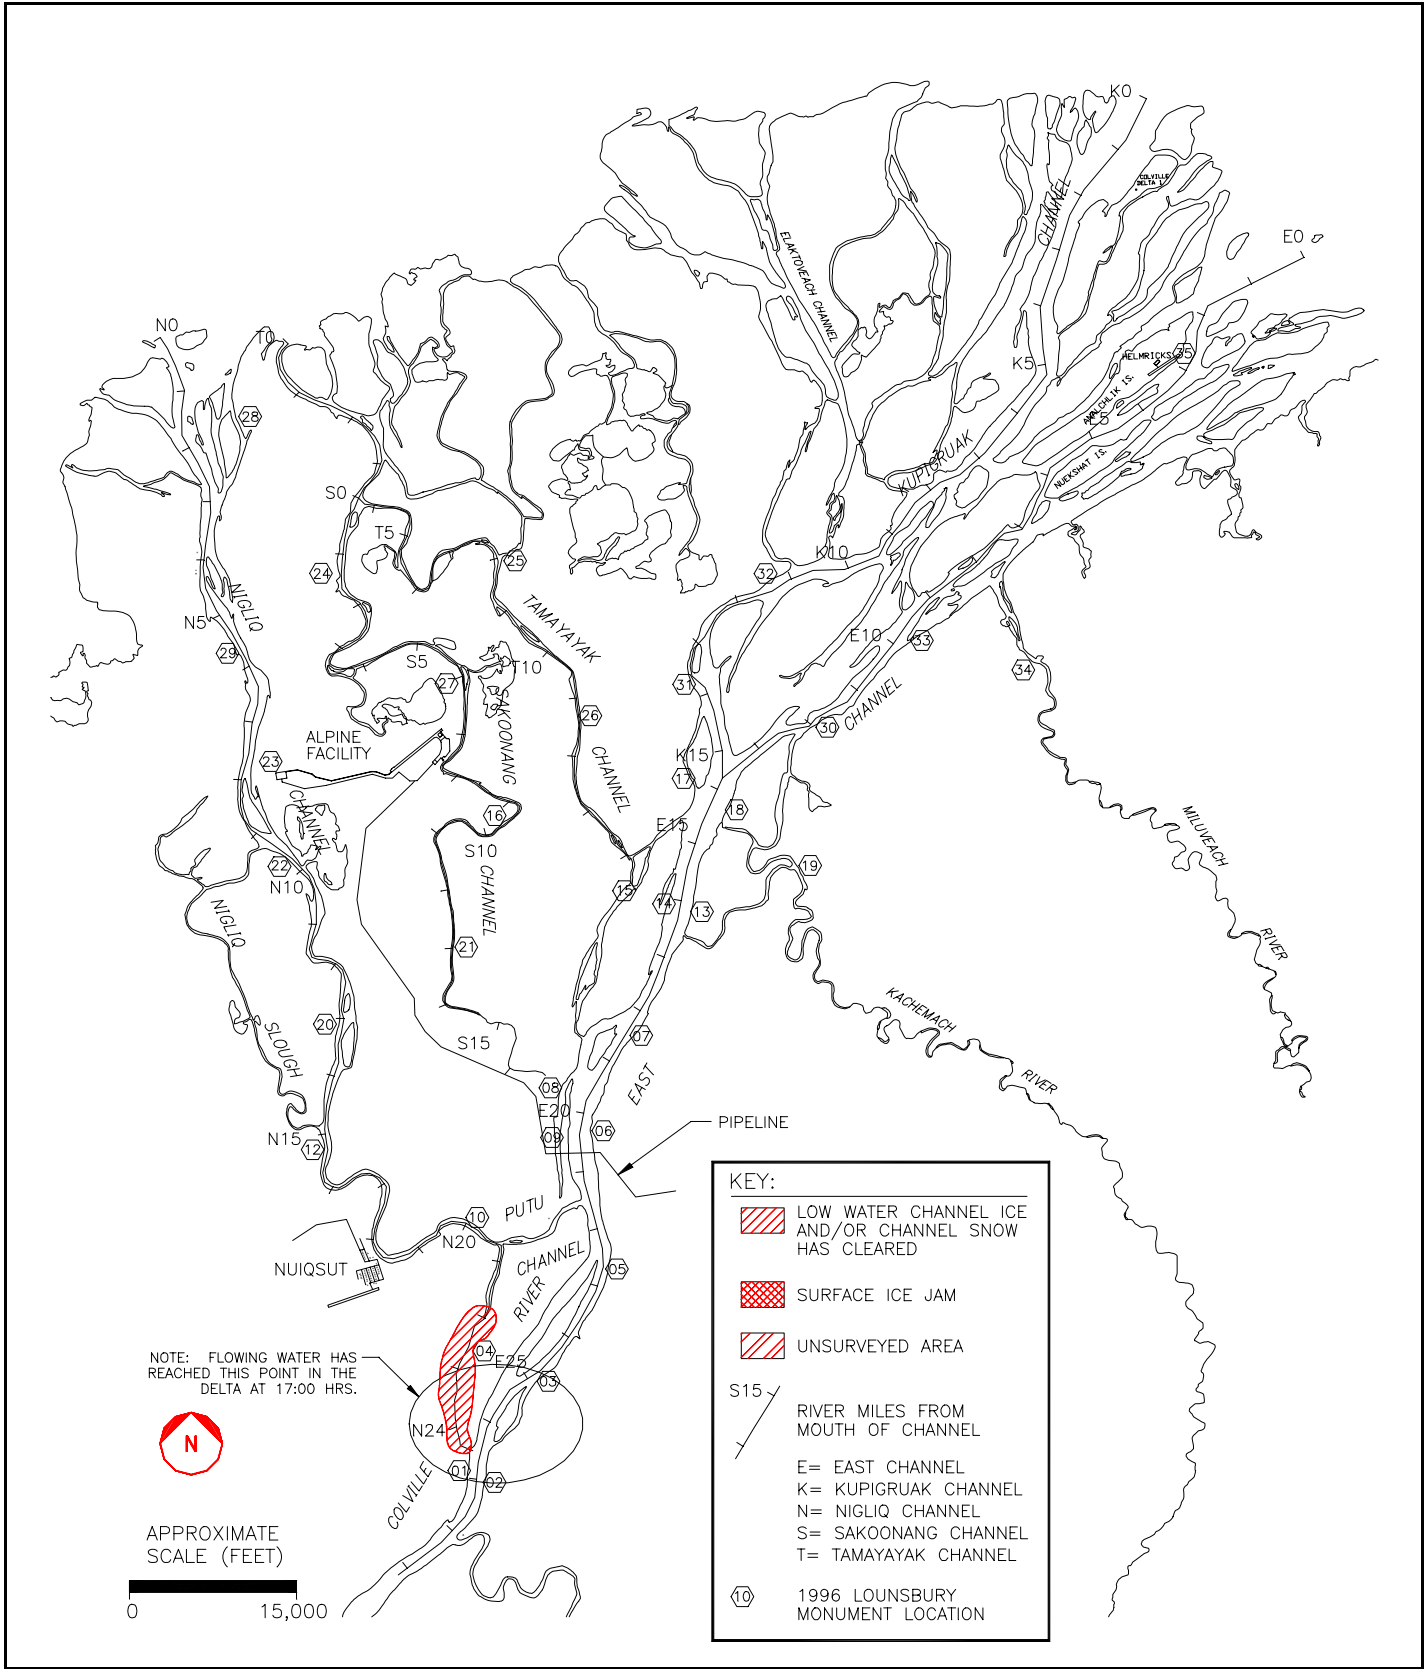 K0
COLVILLE
DELTA 1
CHANNEL
E0
ELAKTOVEACH CHANNEL
N0
T0
K5
HELMRICKS
35
28
E5
NUEKSHAT IS.
KUPIGRUAK
S0
T5
25
K10
32
24
NIGLIQ
N5
TAMAYAYAK
E10
33
29
S5
T10
27
34
31
SAKOONANG
26
CHANNEL
30
ALPINE
FACILITY
23
CHANNEL
K15
17
CHANNEL
16
18
E15
MILUVEACH
22
N10
S10
19
CHANNEL
15
14
13
NIGLIQ
21
RIVER
20
KACHEMACH
SLOUGH
S15
07
EAST
RIVER
08
E20
N15
12
09
06
PIPELINE
PUTU
10
N20
CHANNEL
NUIQSUT
05
RIVER
NOTE: FLOWING WATER HAS
REACHED THIS POINT IN THE
DELTA AT 17:00 HRS.
04
E25
03
N24
N
01
02
COLVILLE
APPROXIMATE
SCALE (FEET)
0
15,000
KEY:
LOW WATER CHANNEL ICE
AND/OR CHANNEL SNOW
HAS CLEARED
SURFACE ICE JAM
UNSURVEYED AREA
S15
RIVER MILES FROM
MOUTH OF CHANNEL
E= EAST CHANNEL
K= KUPIGRUAK CHANNEL
N= NIGLIQ CHANNEL
S= SAKOONANG CHANNEL
T= TAMAYAYAK CHANNEL
10
1996 LOUNSBURY
MONUMENT LOCATION